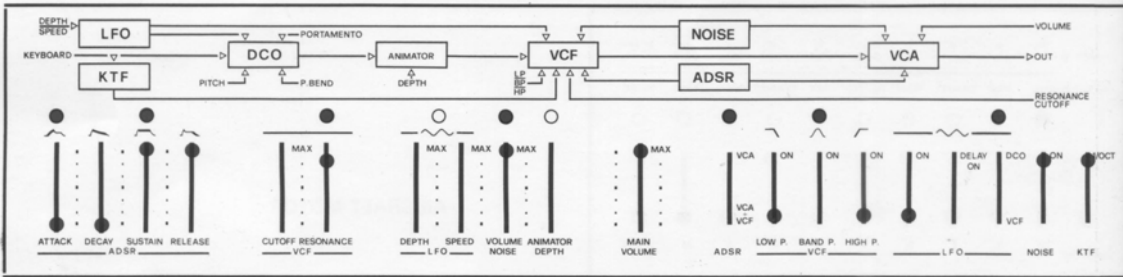 DEPTH
SPEED
LFO
NOISE
VOLUME
PORTAMENTO
KEYBOARD
DCO
ANIMATOR
VCF
VCA
OUT
KTF
ADSR
PITCH
P.BEND
DEPTH
LP
BP
HP
RESONANCE
CUTOFF
MAX MAX MAX MAX MAX
VCA ON ON ON ON DELAY ON DCO ON V/OCT
VCA
VCF
VCF
ATTACK DECAY SUSTAIN RELEASE
ADSR
CUTOFF RESONANCE
VCF
DEPTH SPEED
LFO
VOLUME
NOISE
ANIMATOR
DEPTH
MAIN
VOLUME
ADSR
LOW P. BAND P. HIGH P.
VCF
LFO
NOISE
KTF